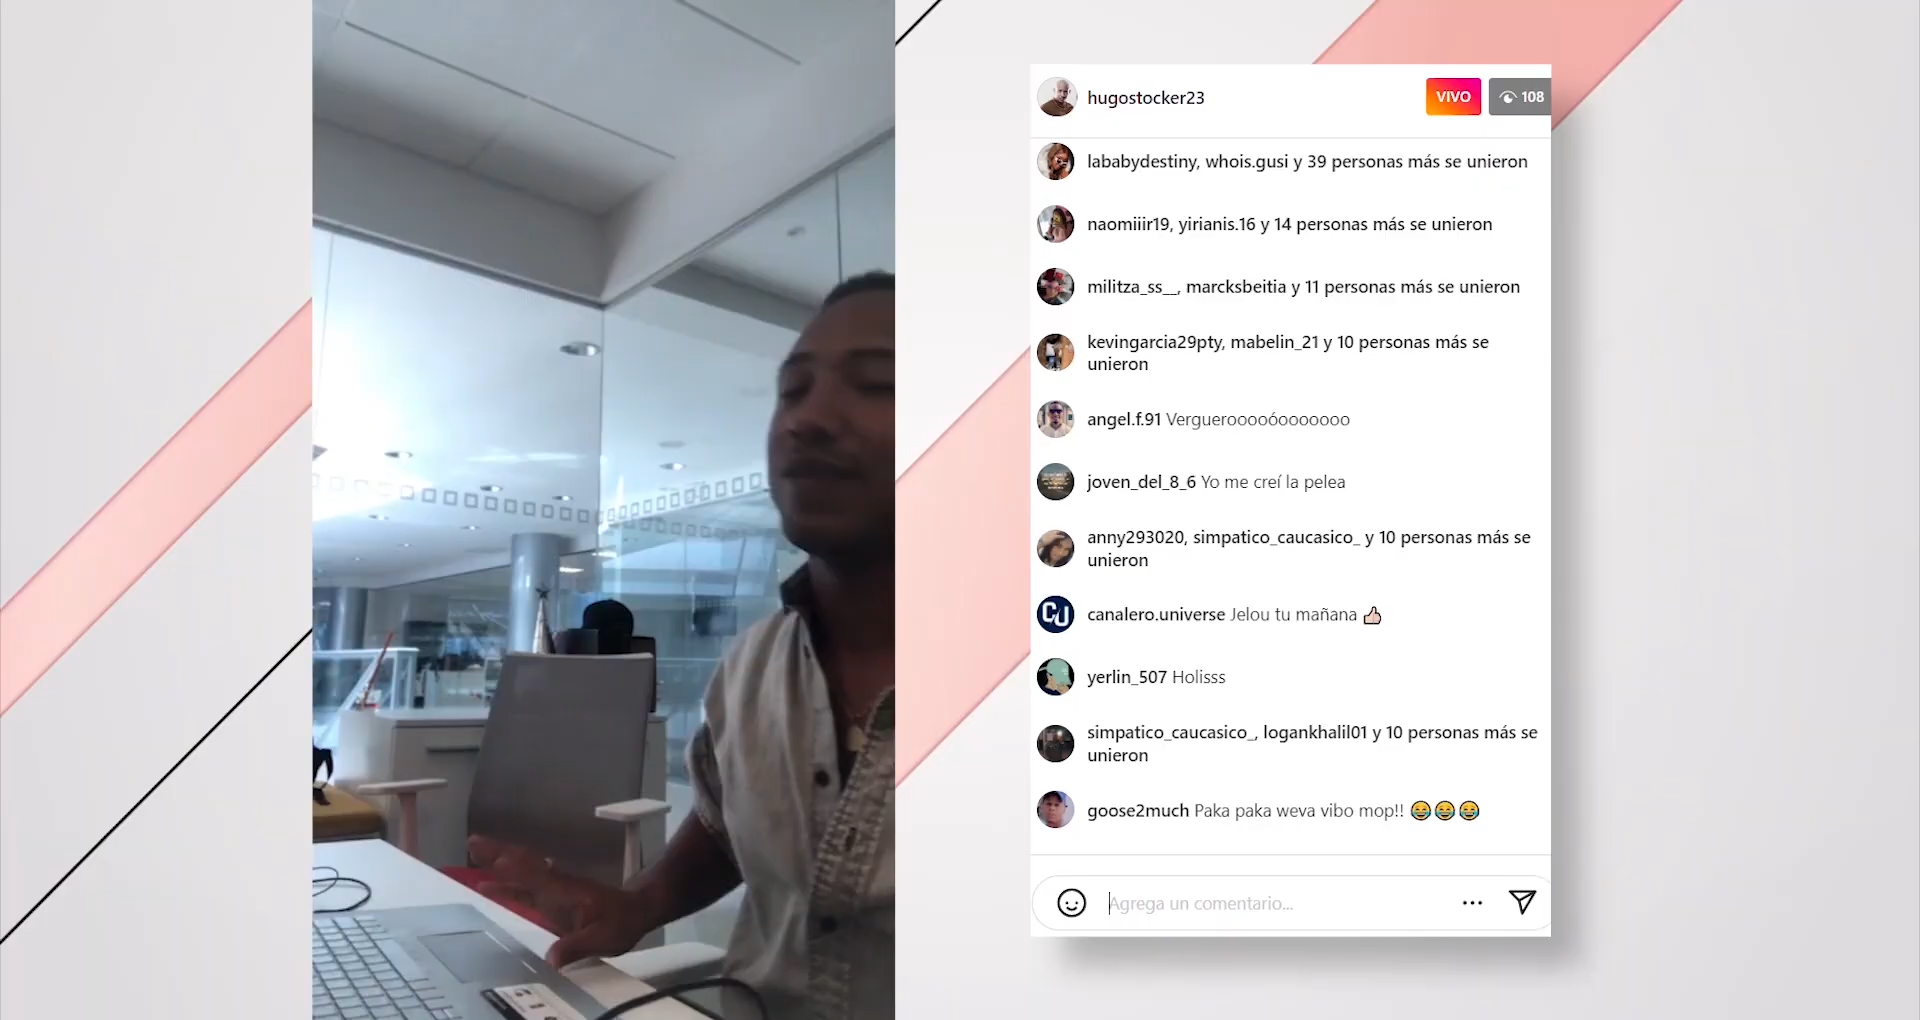 hugostocker23
VIVO
108
lababydestiny, whois.gusi y 39 personas más se unieron
naomiiir19, yirianis.16 y 14 personas más se unieron
militza_ss__, marcksbeitia y 11 personas más se unieron
kevingarcia29pty, mabelin_21 y 10 personas más se
unieron
angel.f.91 Verguerooooóooooooo
joven_del_8_6 Yo me creí la pelea
anny293020, simpatico_caucasico_ y 10 personas más se
unieron
CU
canalero.universe Jelou tu mañana 👍🏻
yerlin_507 Holisss
simpatico_caucasico_, logankhalil01 y 10 personas más se
unieron
goose2much Paka paka weva vibo mop!! 😂😂😂
Agrega un comentario...